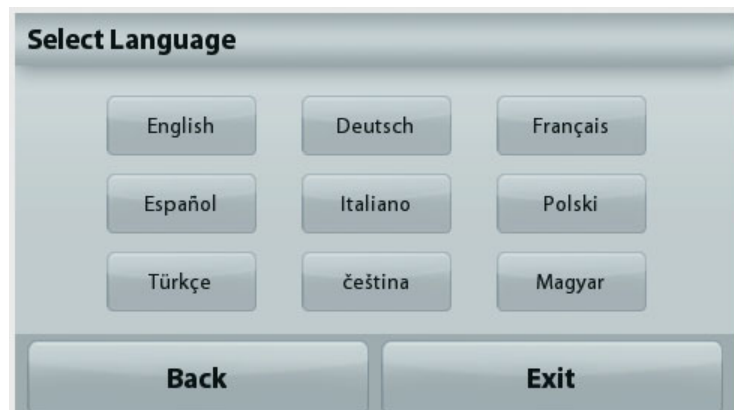 Select Language
English Deutsch Français
Español Italiano Polski
Türkçe čeština Magyar
Back Exit